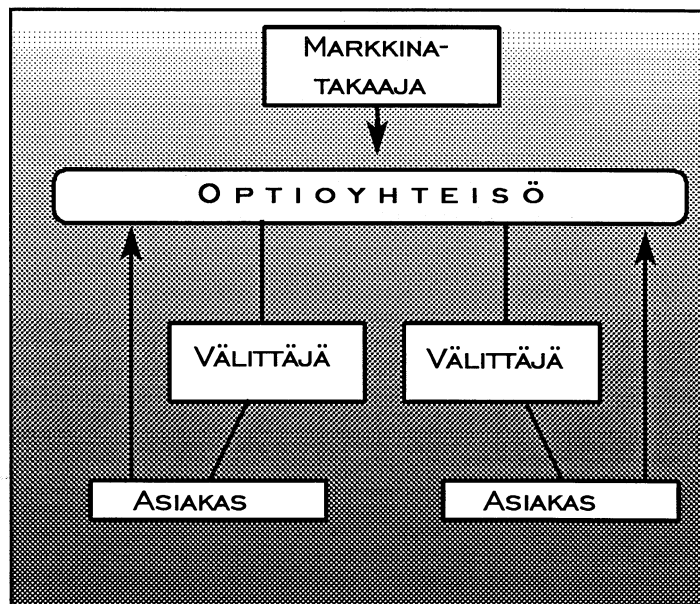 MARKKINA-
TAKAAJA
OPTIOYHTEISÖ
VÄLITTÄJÄ
VÄLITTÄJÄ
ASIAKAS
ASIAKAS